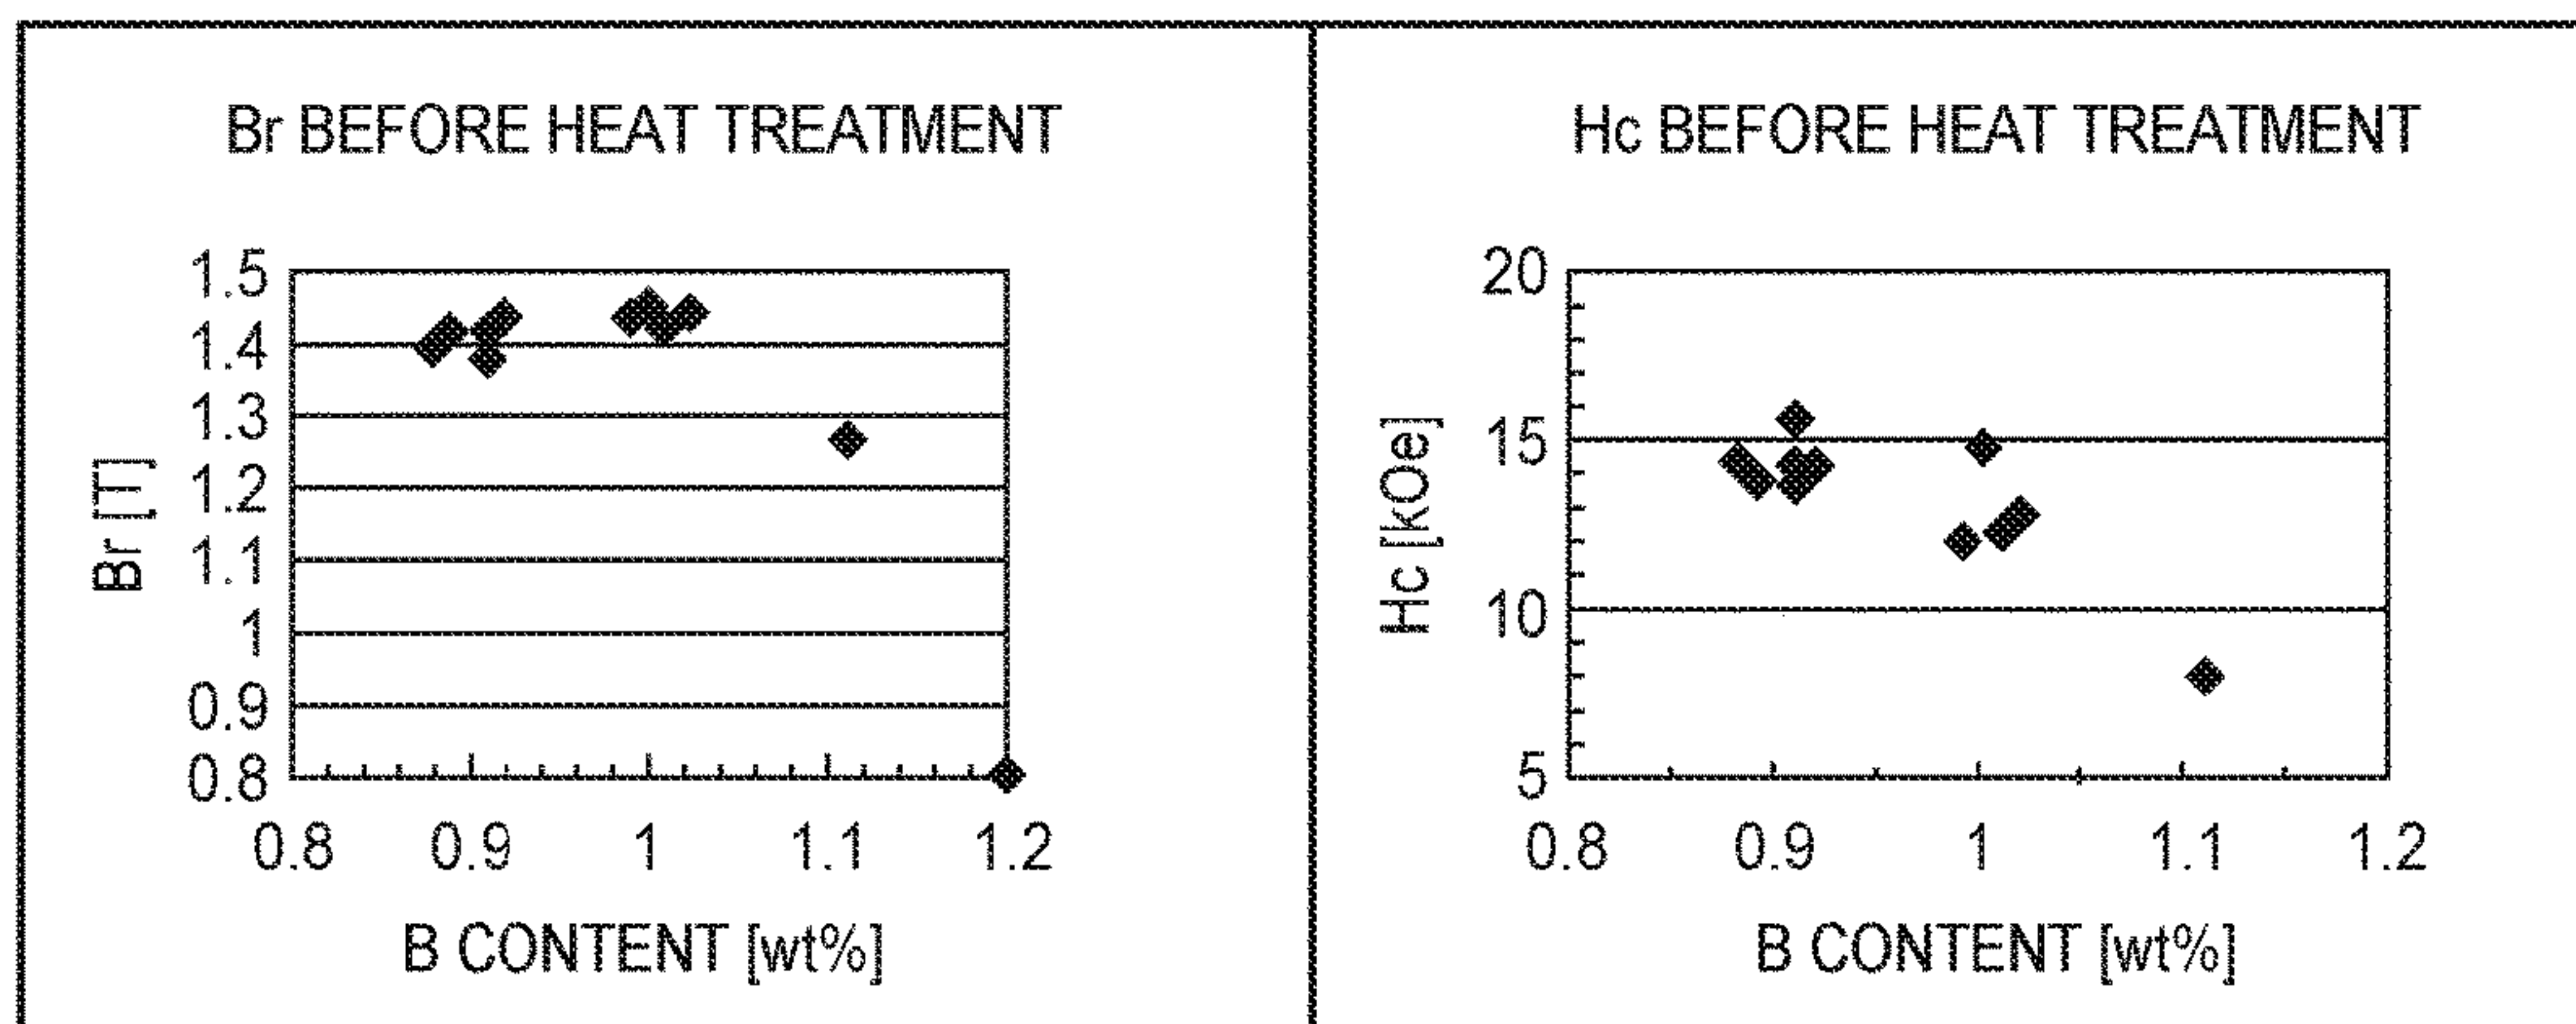 Br BEFORE HEAT TREATMENT
1.5
1.4
1.3
1.2
1.1
1
0.9
0.8
Br [T]
0.8 0.9 1 1.1 1.2
B CONTENT [wt%]
Hc BEFORE HEAT TREATMENT
20
15
10
5
Hc [kOe]
0.8 0.9 1 1.1 1.2
B CONTENT [wt%]